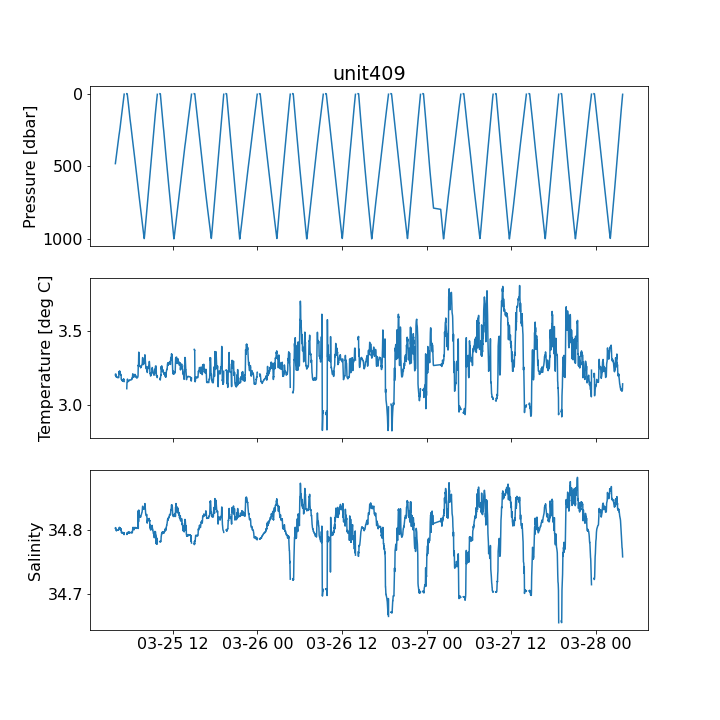 unit409
Pressure [dbar]
0
500
1000
Temperature [deg C]
3.5
3.0
Salinity
34.8
34.7
03-25 12 03-26 00 03-26 12 03-27 00 03-27 12 03-28 00